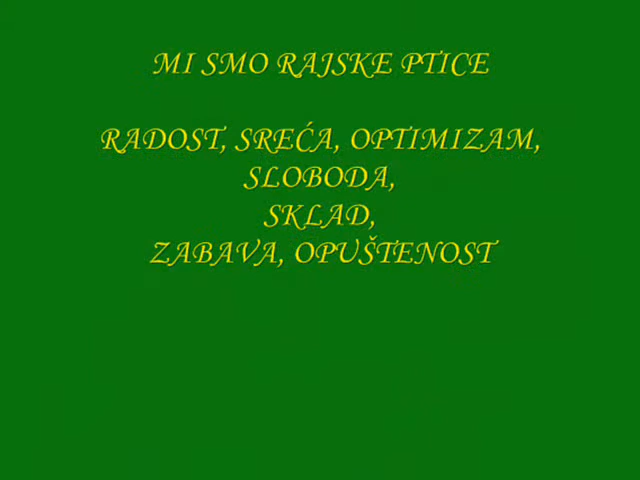 MI SMO RAJSKE PTICE
RADOST, SREĆA, OPTIMIZAM,
SLOBODA,
SKLAD,
ZABAVA, OPUŠTENOST